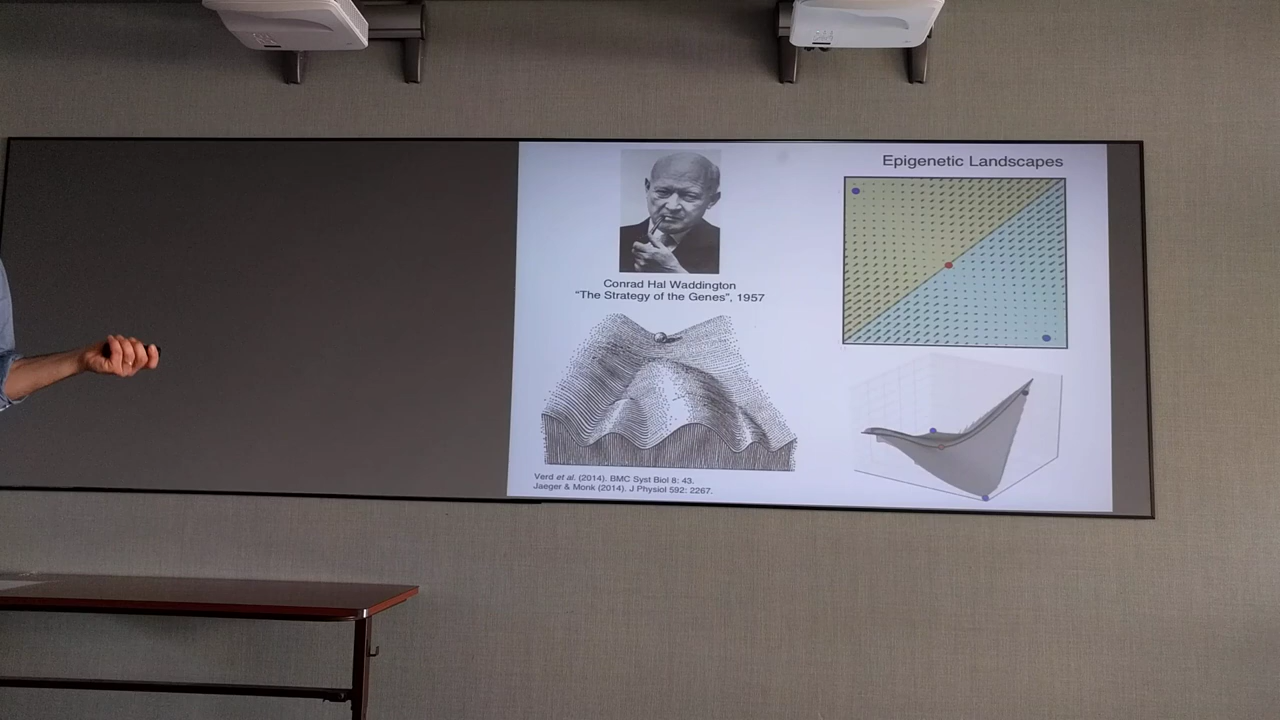 Epigenetic Landscapes
Conrad Hal Waddington
“The Strategy of the Genes”, 1957
Verd et al. (2014). BMC Syst Biol 8: 43.
Jaeger & Monk (2014). J Physiol 592: 2267.